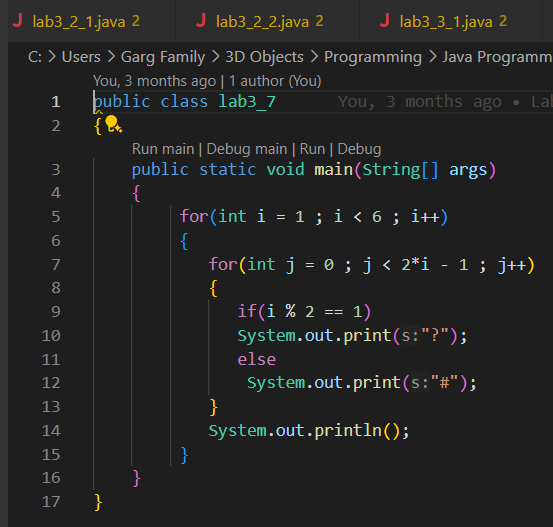 J lab3_2_1.java 2 J lab3_2_2.java 2 J lab3_3_1.java 2
C: > Users > Garg Family > 3D Objects > Programming > Java Programm
You, 3 months ago | 1 author (You)
1 public class lab3_7 You, 3 months ago • La
2 {
Run main | Debug main | Run | Debug
3 public static void main(String[] args)
4 {
5 for(int i = 1 ; i < 6 ; i++)
6 {
7 for(int j = 0 ; j < 2*i - 1 ; j++)
8 {
9 if(i % 2 == 1)
10 System.out.print(s:"?");
11 else
12 System.out.print(s:"#");
13 }
14 System.out.println();
15 }
16 }
17 }